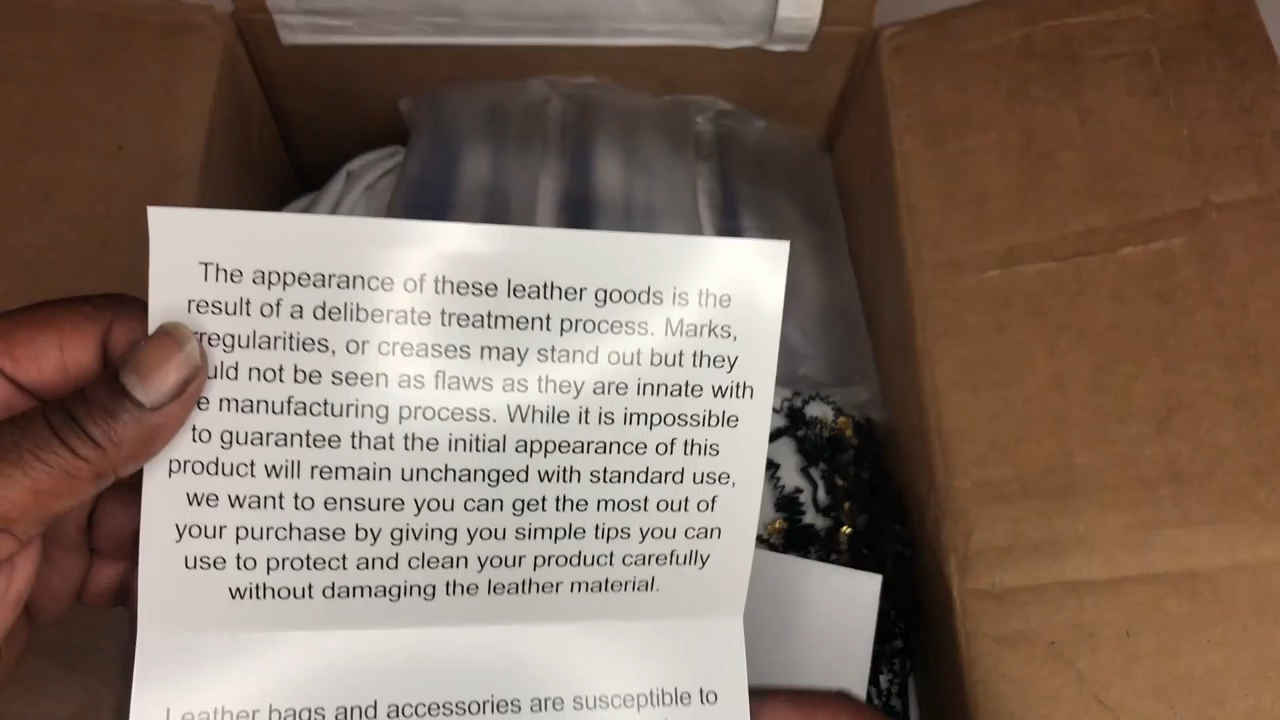 The appearance of these leather goods is the
result of a deliberate treatment process. Marks,
rregularities, or creases may stand out but they
uld not be seen as flaws as they are innate with
e manufacturing process. While it is impossible
to guarantee that the initial appearance of this
product will remain unchanged with standard use,
we want to ensure you can get the most out of
your purchase by giving you simple tips you can
use to protect and clean your product carefully
without damaging the leather material.
Leather bags and accessories are susceptible to